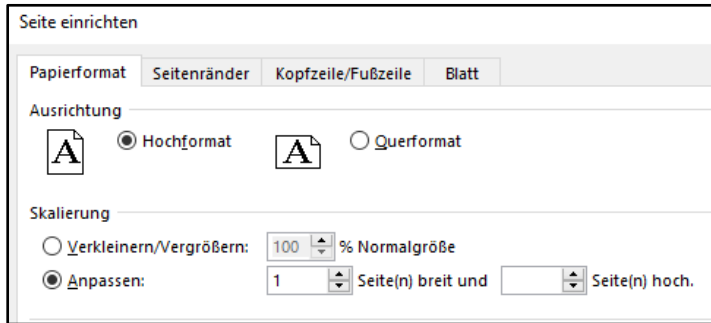 Seite einrichten
Papierformat Seitenränder Kopfzeile/Fußzeile Blatt
Ausrichtung
A Hochformat A Querformat
Skalierung
Verkleinern/Vergrößern: 100 % Normalgröße
Anpassen: 1 Seite(n) breit und Seite(n) hoch.